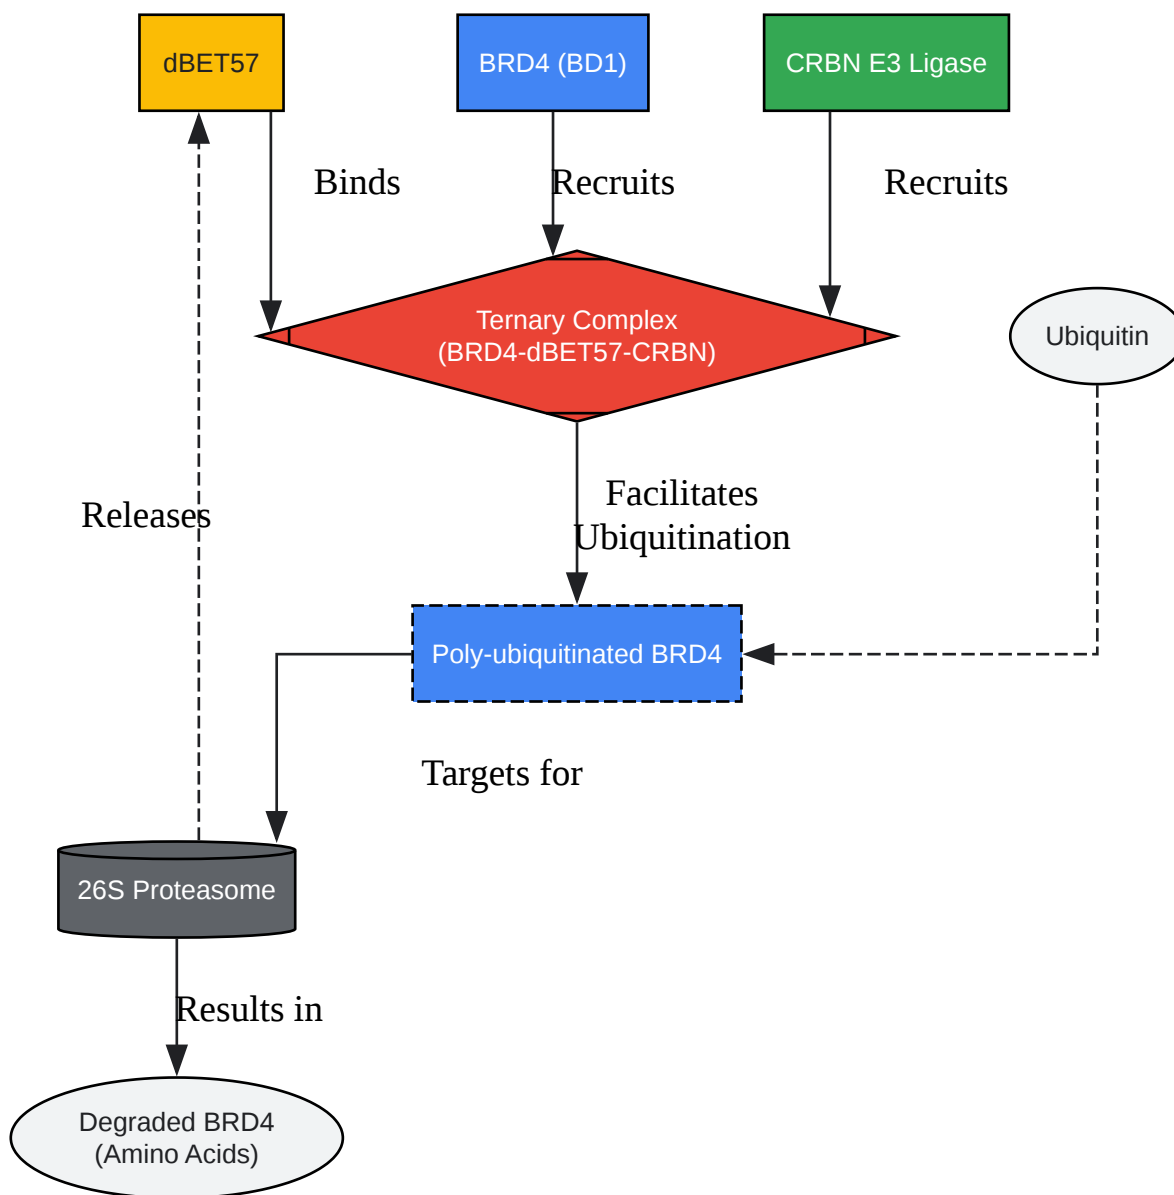 dBET57
BRD4 (BD1)
CRBN E3 Ligase
Binds
Recruits
Recruits
Ternary Complex
(BRD4-dBET57-CRBN)
Ubiquitin
Releases
Facilitates
Ubiquitination
Poly-ubiquitinated BRD4
Targets for
26S Proteasome
Results in
Degraded BRD4
(Amino Acids)